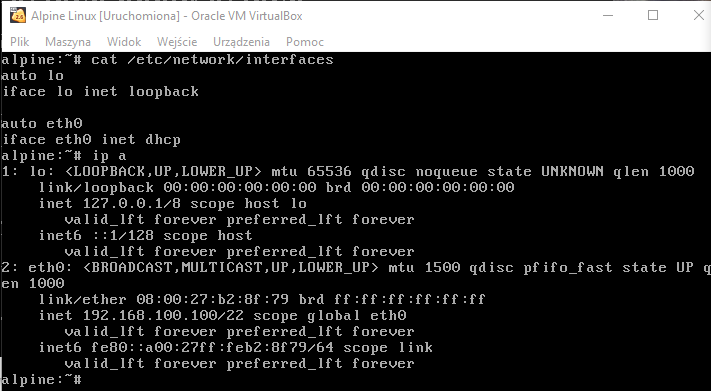 Alpine Linux [Uruchomiona] - Oracle VM VirtualBox
Plik Maszyna Widok Wejście Urządzenia Pomoc
alpine:~# cat /etc/network/interfaces
auto lo
iface lo inet loopback

auto eth0
iface eth0 inet dhcp
alpine:~# ip a
1: lo: <LOOPBACK,UP,LOWER_UP> mtu 65536 qdisc noqueue state UNKNOWN qlen 1000
    link/loopback 00:00:00:00:00:00 brd 00:00:00:00:00:00
    inet 127.0.0.1/8 scope host lo
       valid_lft forever preferred_lft forever
    inet6 ::1/128 scope host
       valid_lft forever preferred_lft forever
2: eth0: <BROADCAST,MULTICAST,UP,LOWER_UP> mtu 1500 qdisc pfifo_fast state UP ql
en 1000
    link/ether 08:00:27:b2:8f:79 brd ff:ff:ff:ff:ff:ff
    inet 192.168.100.100/22 scope global eth0
       valid_lft forever preferred_lft forever
    inet6 fe80::a00:27ff:feb2:8f79/64 scope link
       valid_lft forever preferred_lft forever
alpine:~#